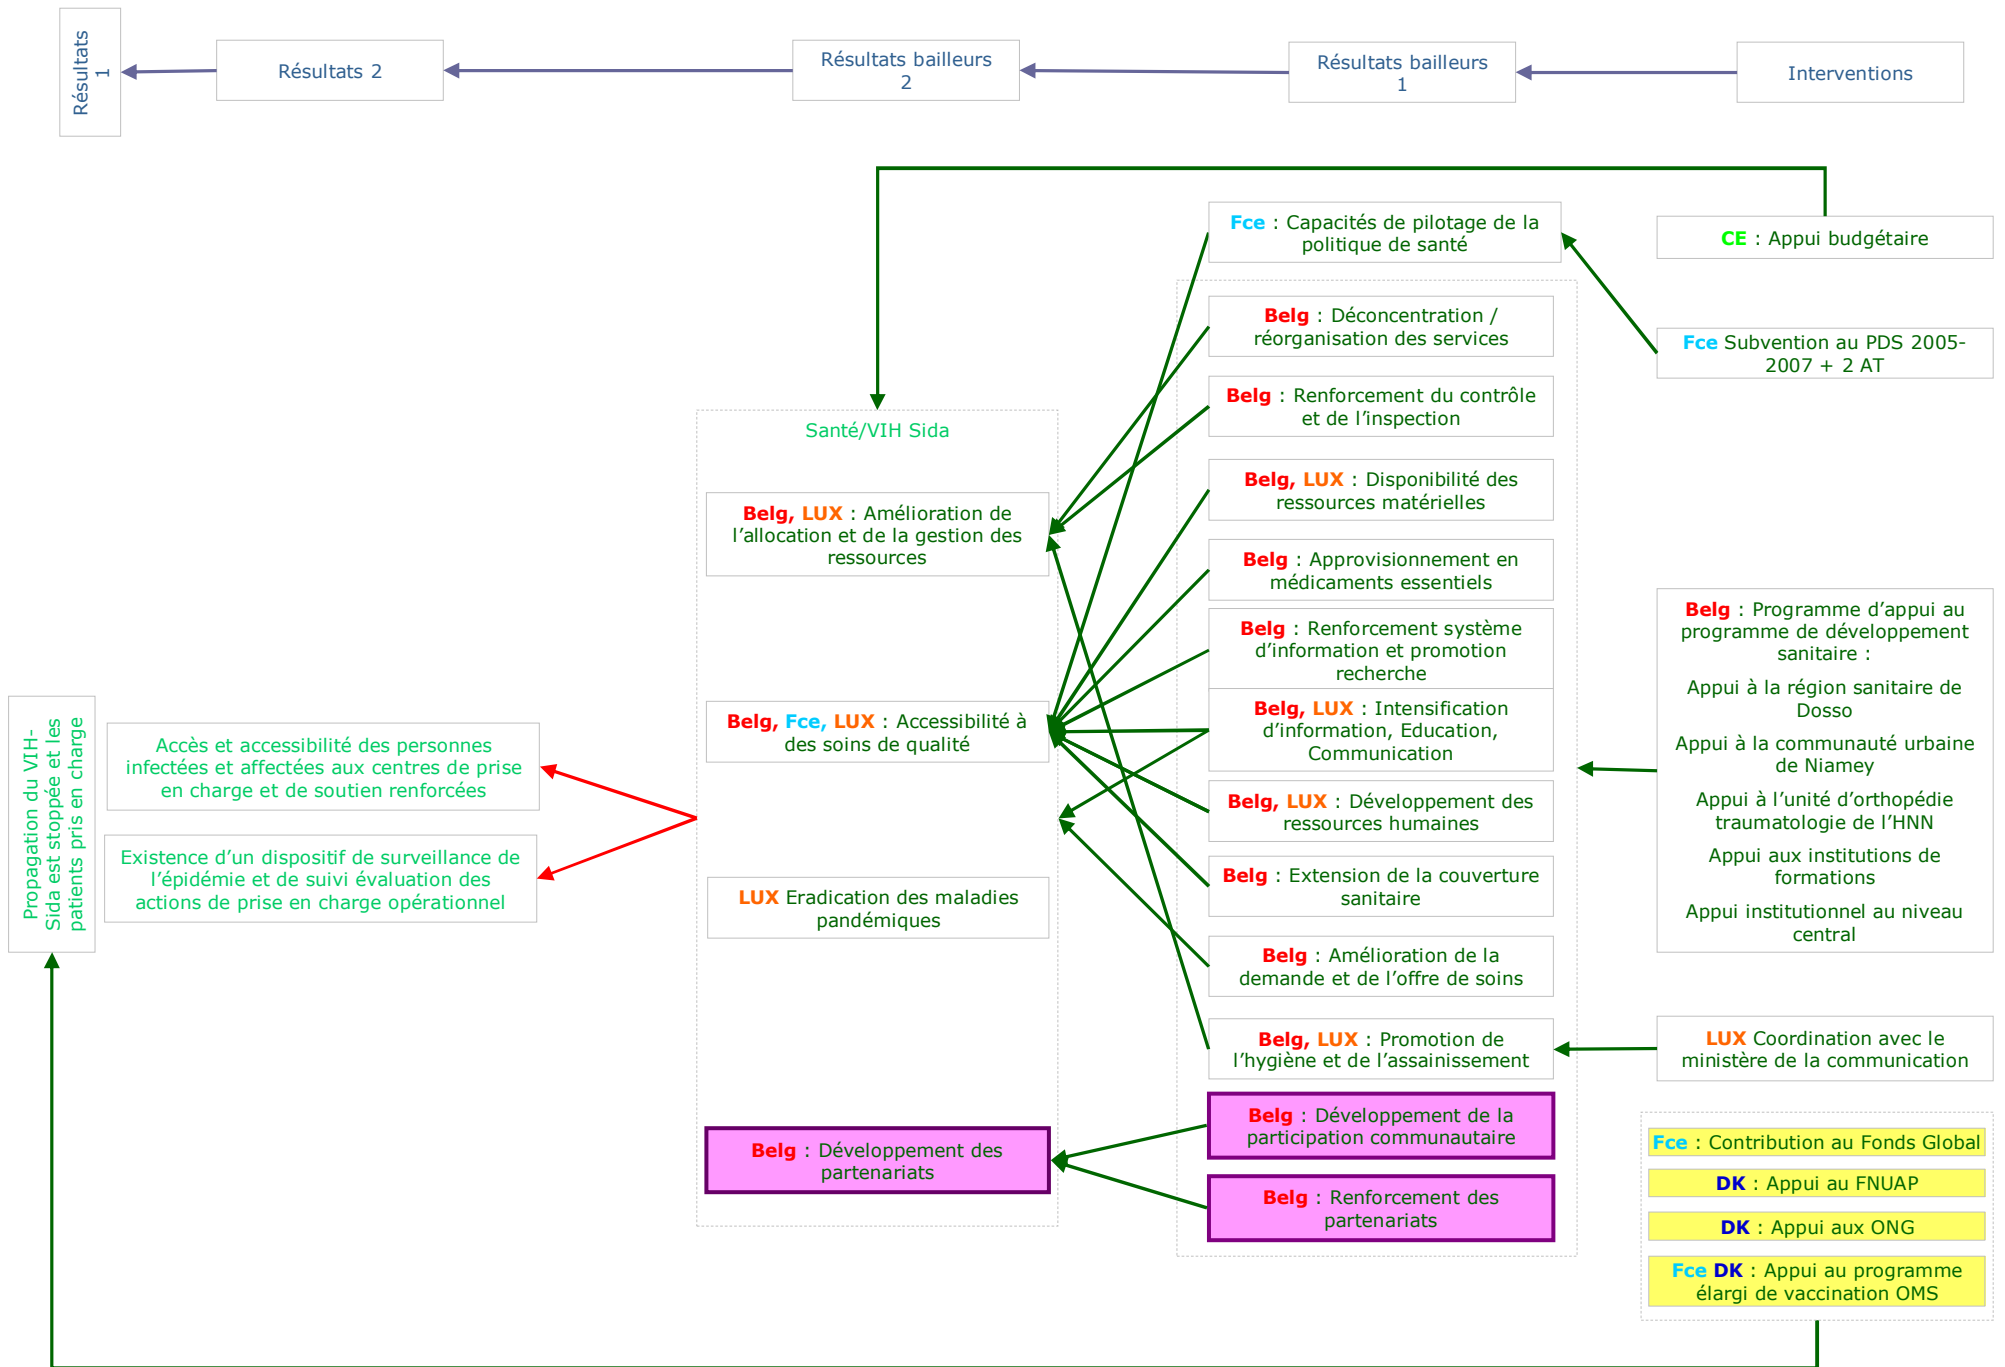 Résultats
1
Résultats 2
Résultats bailleurs
2
Résultats bailleurs
1
Interventions
Fce : Capacités de pilotage de la
politique de santé
CE : Appui budgétaire
Belg : Déconcentration /
réorganisation des services
Fce Subvention au PDS 2005-
2007 + 2 AT
Belg : Renforcement du contrôle
et de l’inspection
Santé/VIH Sida
Belg, LUX : Disponibilité des
ressources matérielles
Belg, LUX : Amélioration de
l’allocation et de la gestion des
ressources
Belg : Approvisionnement en
médicaments essentiels
Belg : Renforcement système
d’information et promotion
recherche
Belg : Programme d’appui au
programme de développement
sanitaire :
Appui à la région sanitaire de
Dosso
Appui à la communauté urbaine
de Niamey
Appui à l’unité d’orthopédie
traumatologie de l’HNN
Appui aux institutions de
formations
Appui institutionnel au niveau
central
Belg, Fce, LUX : Accessibilité à
des soins de qualité
Belg, LUX : Intensification
d’information, Education,
Communication
Propagation du VIH-
Sida est stoppée et les
patients pris en charge
Accès et accessibilité des personnes
infectées et affectées aux centres de prise
en charge et de soutien renforcées
Belg, LUX : Développement des
ressources humaines
Existence d’un dispositif de surveillance de
l’épidémie et de suivi évaluation des
actions de prise en charge opérationnel
Belg : Extension de la couverture
sanitaire
LUX Eradication des maladies
pandémiques
Belg : Amélioration de la
demande et de l’offre de soins
Belg, LUX : Promotion de
l’hygiène et de l’assainissement
LUX Coordination avec le
ministère de la communication
Belg : Développement de la
participation communautaire
Belg : Développement des
partenariats
Belg : Renforcement des
partenariats
Fce : Contribution au Fonds Global
DK : Appui au FNUAP
DK : Appui aux ONG
Fce DK : Appui au programme
élargi de vaccination OMS